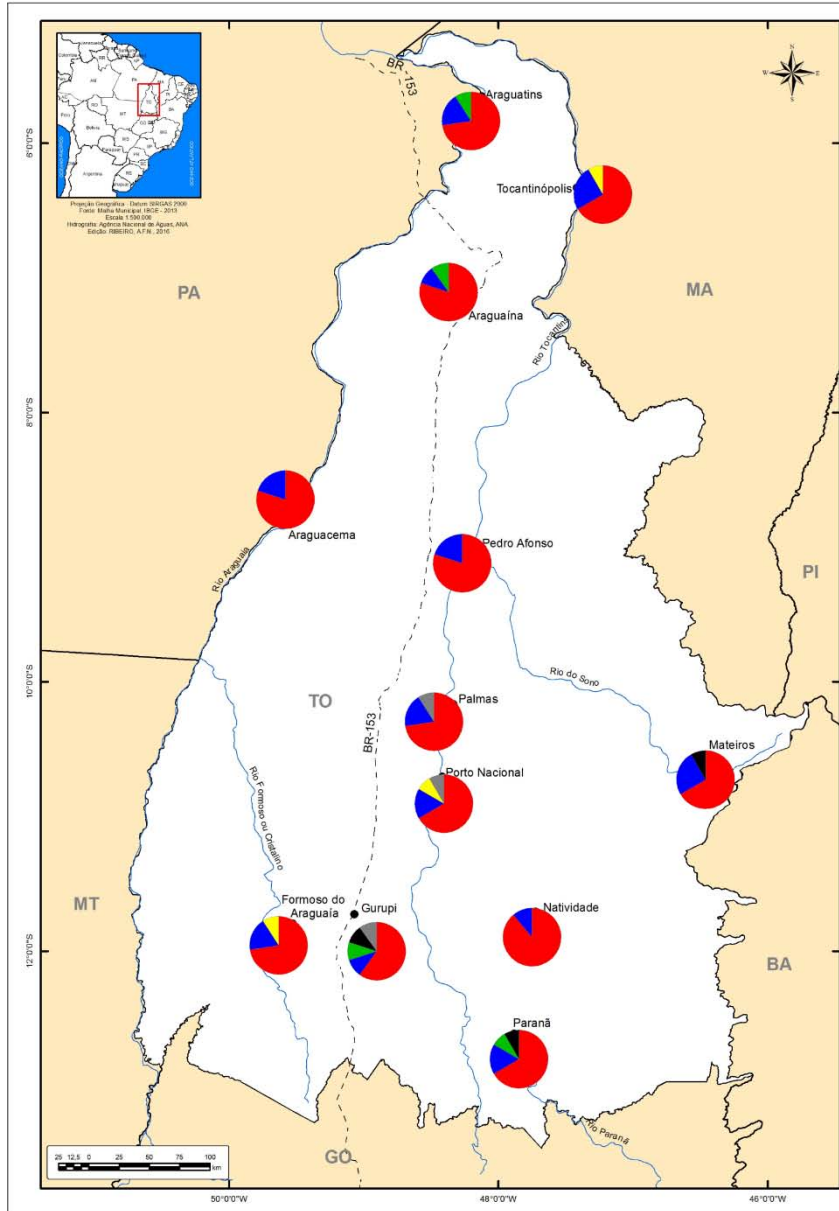 BR - 153
N
W
E
S
Araguatins
6°0'0"S
Tocantinópolis
Projeção Geográfica - Datum SIRGAS 2000
Fonte: Malha Municipal, IBGE - 2013
Escala 1:500.000
Hidrografia: Agência Nacional de Águas, ANA.
Edição: RIBEIRO, A.F.N., 2016
PA
MA
Araguaína
Rio Tocantins
8°0'0"S
Araguacema
Pedro Afonso
Rio Araguaia
PI
Rio do Sono
10°0'0"S
TO
Palmas
BR-153
Mateiros
Porto Nacional
Rio Formoso ou Cristalino
MT
Formoso do
Araguaía
Gurupi
Natividade
12°0'0"S
BA
Paranã
Rio Paranã
25 12,5 0 25 50 75 100
km
GO
50°0'0"W
48°0'0"W
46°0'0"W